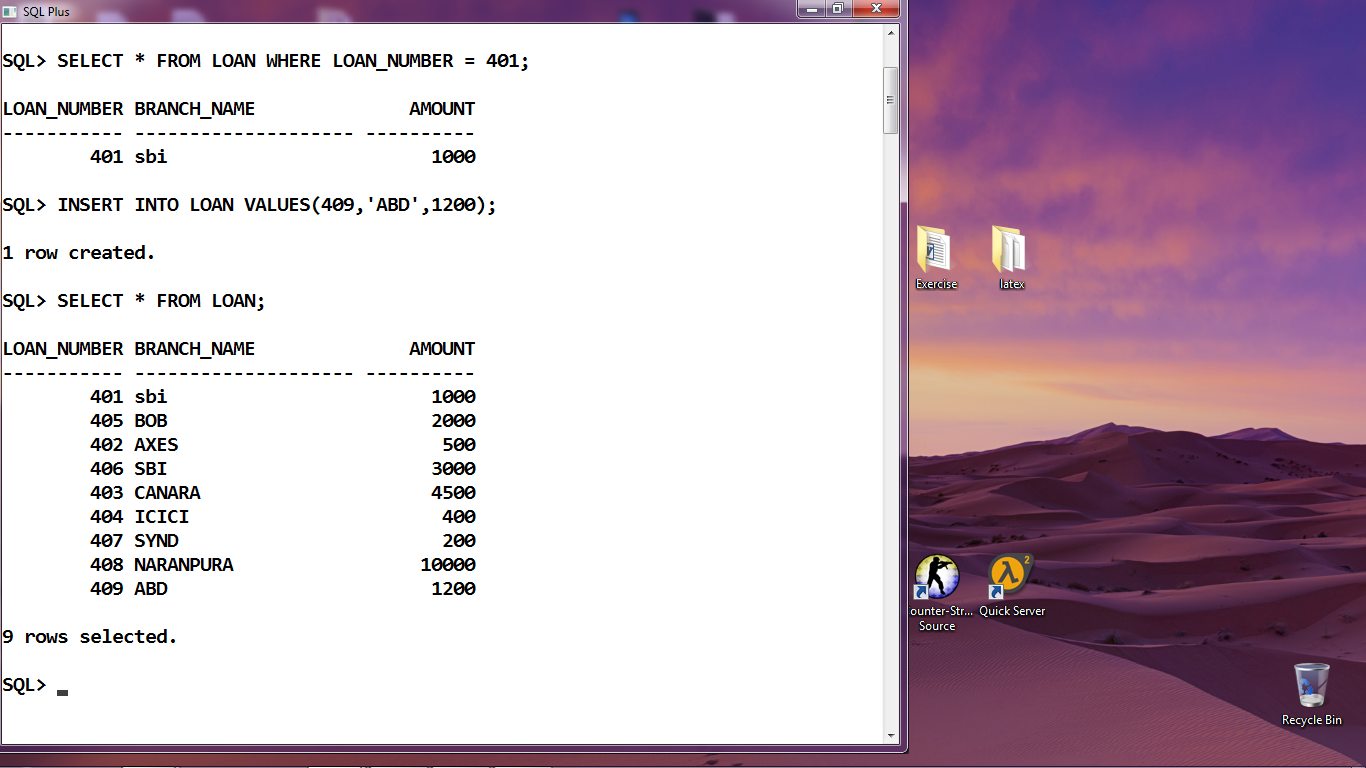 SQL Plus
SQL> SELECT * FROM LOAN WHERE LOAN_NUMBER = 401;
LOAN_NUMBER BRANCH_NAME              AMOUNT
----------- -------------------- ----------
        401 sbi                        1000
SQL> INSERT INTO LOAN VALUES(409,'ABD',1200);
1 row created.
SQL> SELECT * FROM LOAN;
LOAN_NUMBER BRANCH_NAME              AMOUNT
----------- -------------------- ----------
        401 sbi                        1000
        405 BOB                        2000
        402 AXES                        500
        406 SBI                        3000
        403 CANARA                     4500
        404 ICICI                       400
        407 SYND                        200
        408 NARANPURA                 10000
        409 ABD                        1200
9 rows selected.
SQL>
Exercise
latex
ounter-Str...
Source
2
Quick Server
Recycle Bin